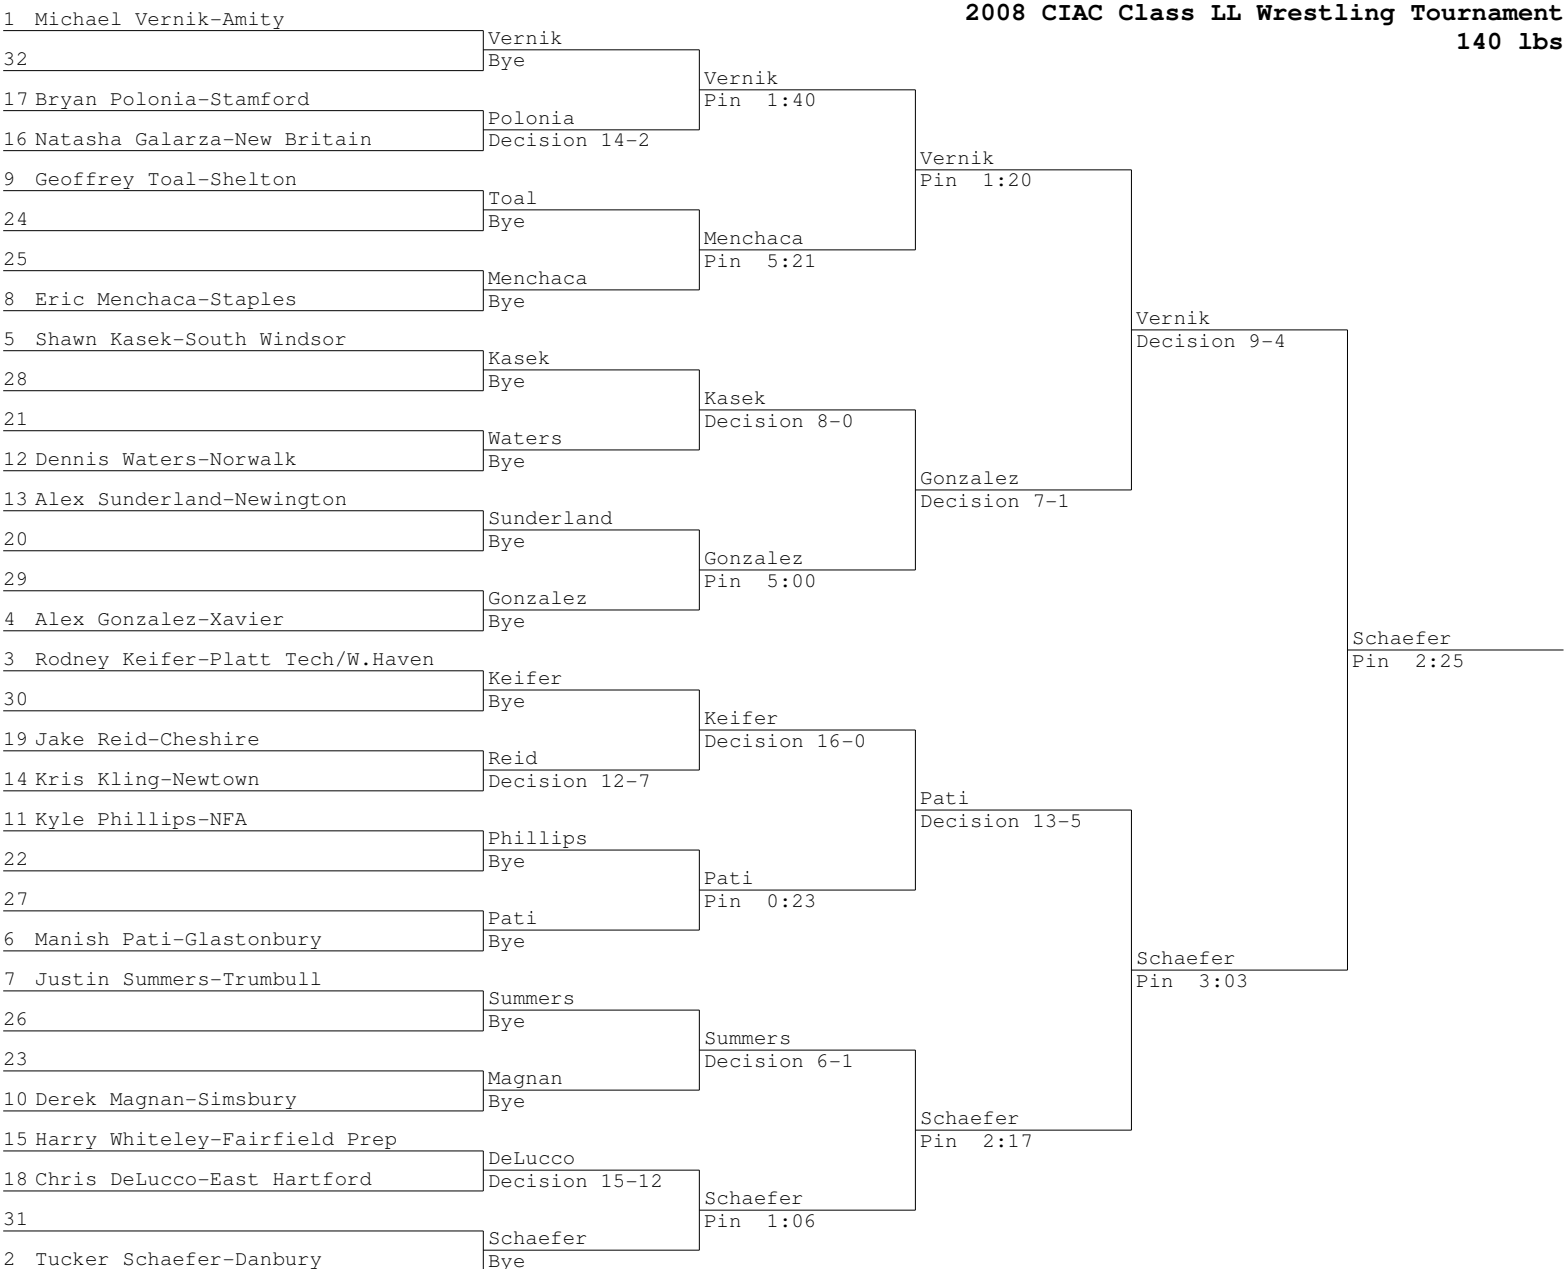 2008 CIAC Class LL Wrestling Tournament
140 lbs
1 Michael Vernik-Amity
32
17 Bryan Polonia-Stamford
16 Natasha Galarza-New Britain
9 Geoffrey Toal-Shelton
24
25
8 Eric Menchaca-Staples
5 Shawn Kasek-South Windsor
28
21
12 Dennis Waters-Norwalk
13 Alex Sunderland-Newington
20
29
4 Alex Gonzalez-Xavier
3 Rodney Keifer-Platt Tech/W.Haven
30
19 Jake Reid-Cheshire
14 Kris Kling-Newtown
11 Kyle Phillips-NFA
22
27
6 Manish Pati-Glastonbury
7 Justin Summers-Trumbull
26
23
10 Derek Magnan-Simsbury
15 Harry Whiteley-Fairfield Prep
18 Chris DeLucco-East Hartford
31
2 Tucker Schaefer-Danbury
Vernik
Bye
Polonia
Decision 14-2
Toal
Bye
Menchaca
Bye
Kasek
Bye
Waters
Bye
Sunderland
Bye
Gonzalez
Bye
Keifer
Bye
Reid
Decision 12-7
Phillips
Bye
Pati
Bye
Summers
Bye
Magnan
Bye
DeLucco
Decision 15-12
Schaefer
Bye
Vernik
Pin 1:40
Menchaca
Pin 5:21
Kasek
Decision 8-0
Gonzalez
Pin 5:00
Keifer
Decision 16-0
Pati
Pin 0:23
Summers
Decision 6-1
Schaefer
Pin 1:06
Vernik
Pin 1:20
Gonzalez
Decision 7-1
Pati
Decision 13-5
Schaefer
Pin 2:17
Vernik
Decision 9-4
Schaefer
Pin 3:03
Schaefer
Pin 2:25